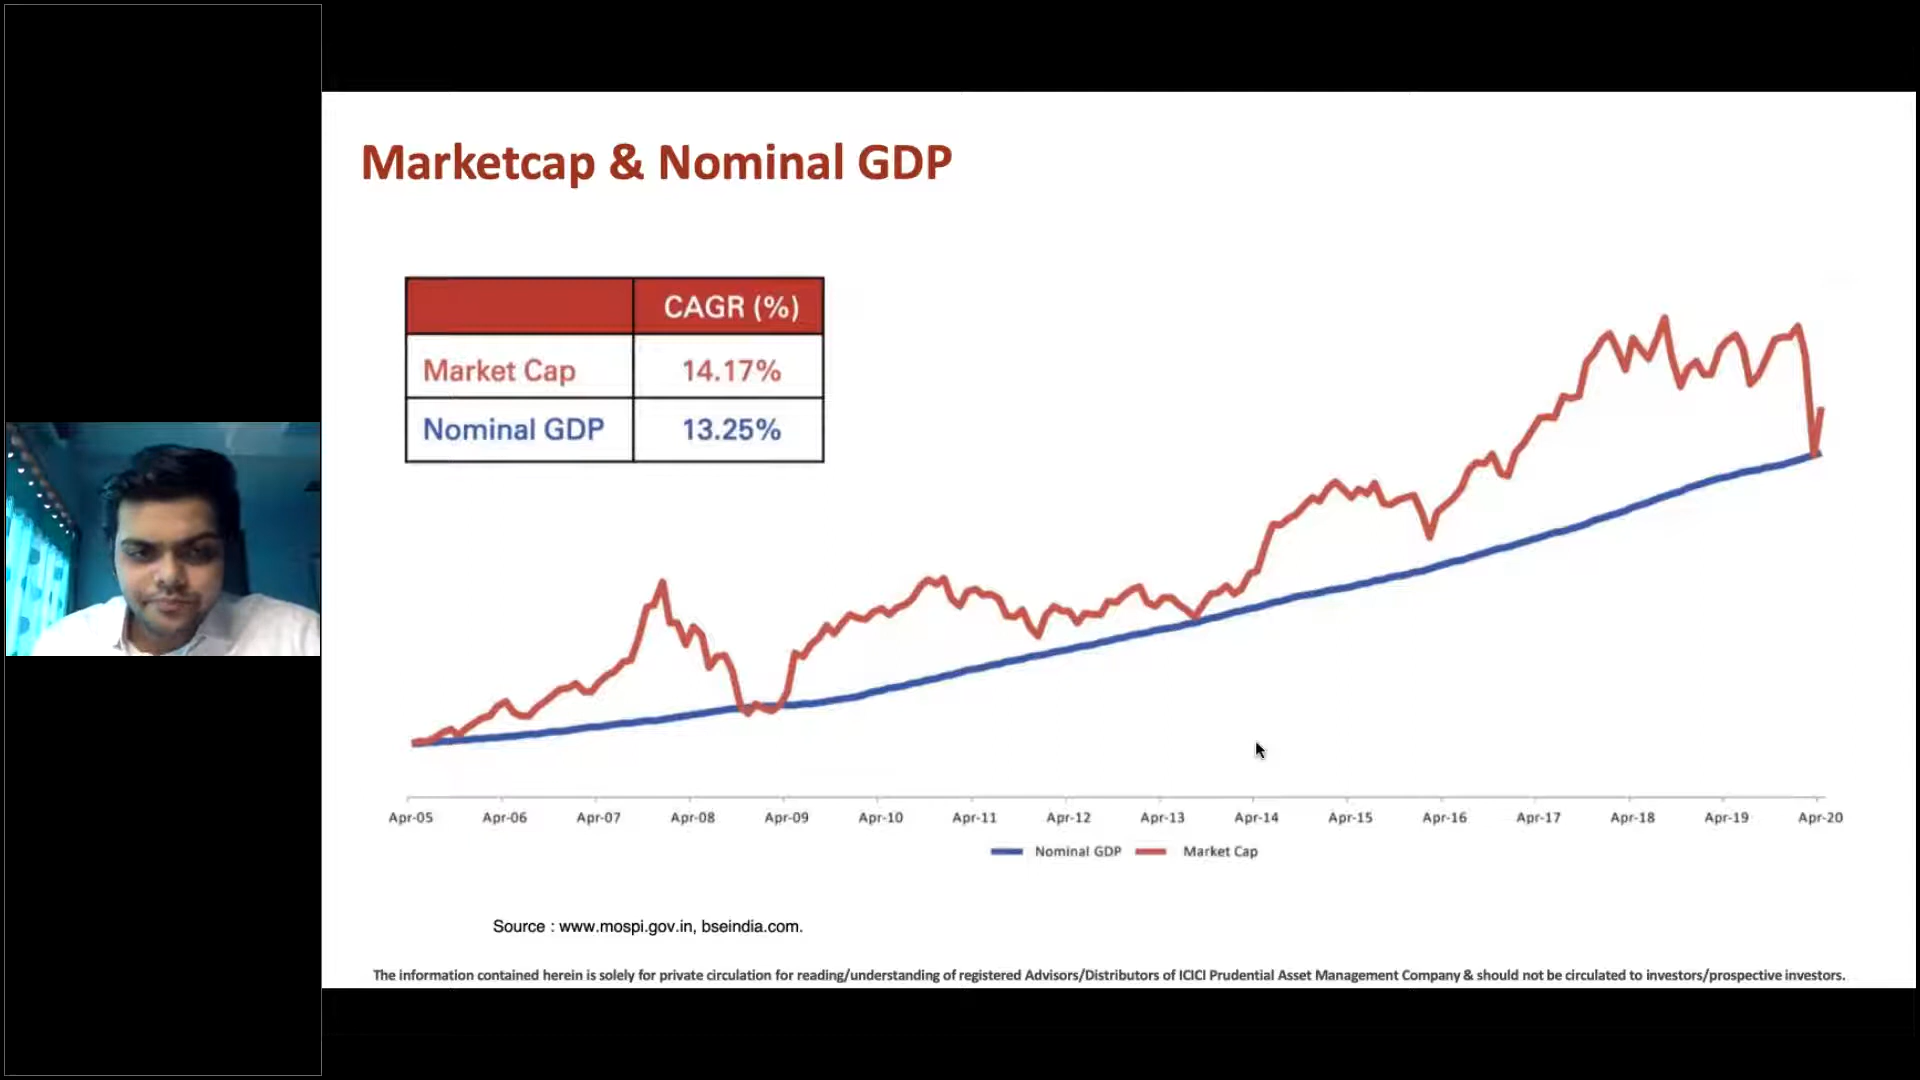 Marketcap & Nominal GDP
CAGR (%)
Market Cap 14.17%
Nominal GDP 13.25%
Apr-05 Apr-06 Apr-07 Apr-08 Apr-09 Apr-10 Apr-11 Apr-12 Apr-13 Apr-14 Apr-15 Apr-16 Apr-17 Apr-18 Apr-19 Apr-20
Nominal GDP Market Cap
Source : www.mospi.gov.in, bseindia.com.
The information contained herein is solely for private circulation for reading/understanding of registered Advisors/Distributors of ICICI Prudential Asset Management Company & should not be circulated to investors/prospective investors.